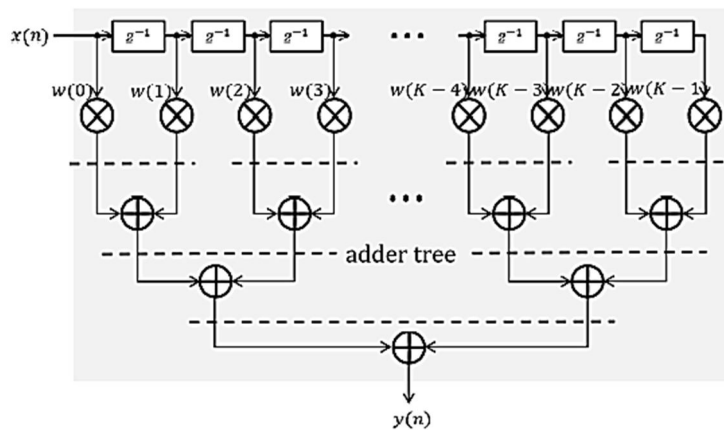 x(n) z⁻¹ z⁻¹ z⁻¹ ··· z⁻¹ z⁻¹ z⁻¹
w(0) w(1) w(2) w(3) w(K − 4) w(K − 3) w(K − 2) w(K − 1)
···
adder tree
y(n)